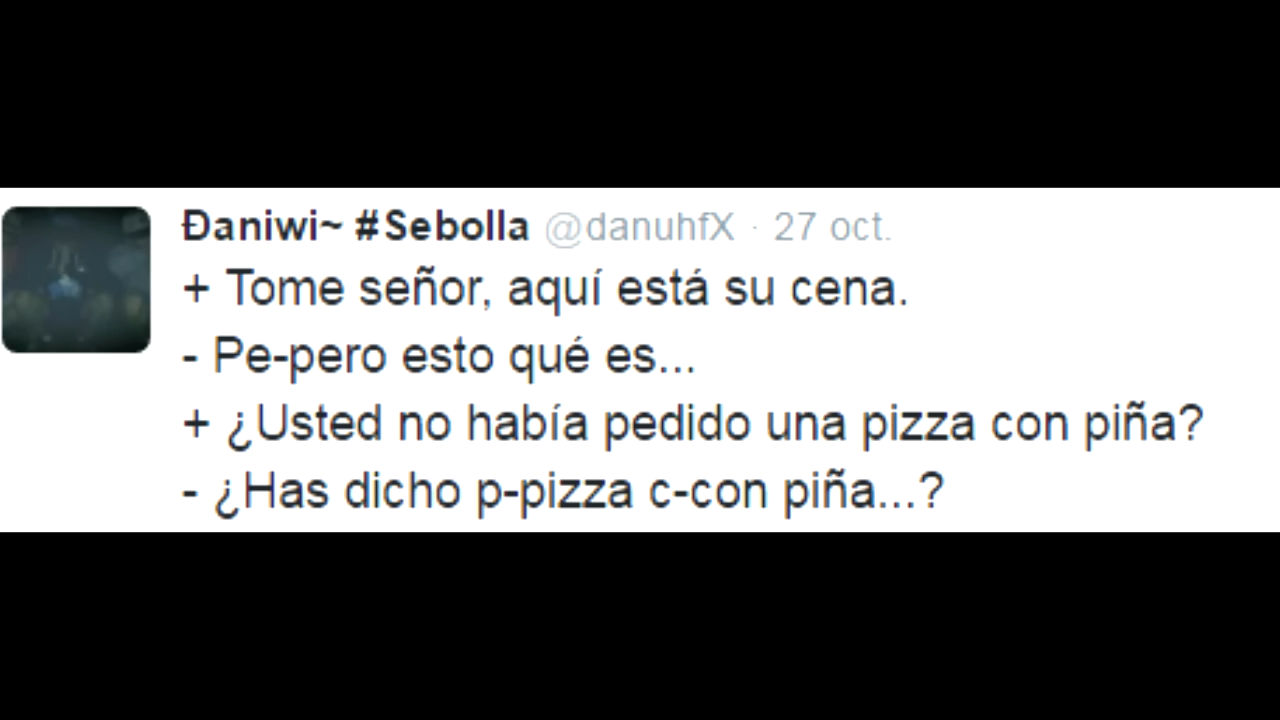 Đaniwi~ #Sebolla @danuhfX · 27 oct.
+ Tome señor, aquí está su cena.
- Pe-pero esto qué es...
+ ¿Usted no había pedido una pizza con piña?
- ¿Has dicho p-pizza c-con piña...?